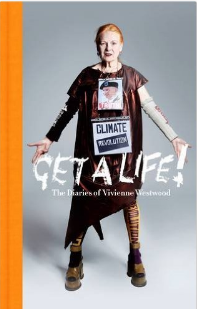 CLIMATE
REVOLUTION
GET A LIFE!
The Diaries of Vivienne Westwood